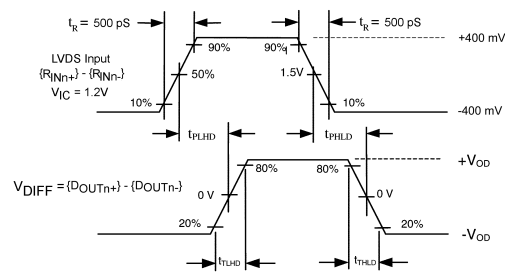 tR = 500 pS
tR = 500 pS
90%
90%
+400 mV
LVDS Input
{RINn+} - {RINn-}
VIC = 1.2V
50%
1.5V
10%
10%
-400 mV
tPLHD
tPHLD
+VOD
80%
80%
VDIFF = {DOUTn+} - {DOUTn-}
0 V
0 V
20%
20%
-VOD
tTLHD
tTHLD